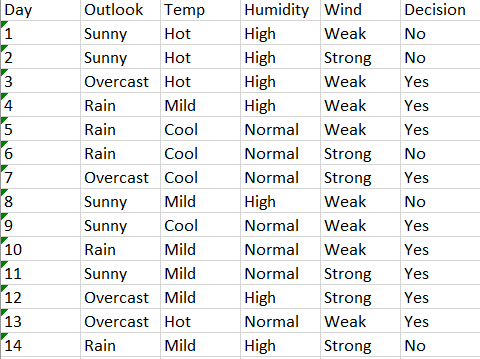 Day Outlook Temp Humidity Wind Decision
1 Sunny Hot High Weak No
2 Sunny Hot High Strong No
3 Overcast Hot High Weak Yes
4 Rain Mild High Weak Yes
5 Rain Cool Normal Weak Yes
6 Rain Cool Normal Strong No
7 Overcast Cool Normal Strong Yes
8 Sunny Mild High Weak No
9 Sunny Cool Normal Weak Yes
10 Rain Mild Normal Weak Yes
11 Sunny Mild Normal Strong Yes
12 Overcast Mild High Strong Yes
13 Overcast Hot Normal Weak Yes
14 Rain Mild High Strong No